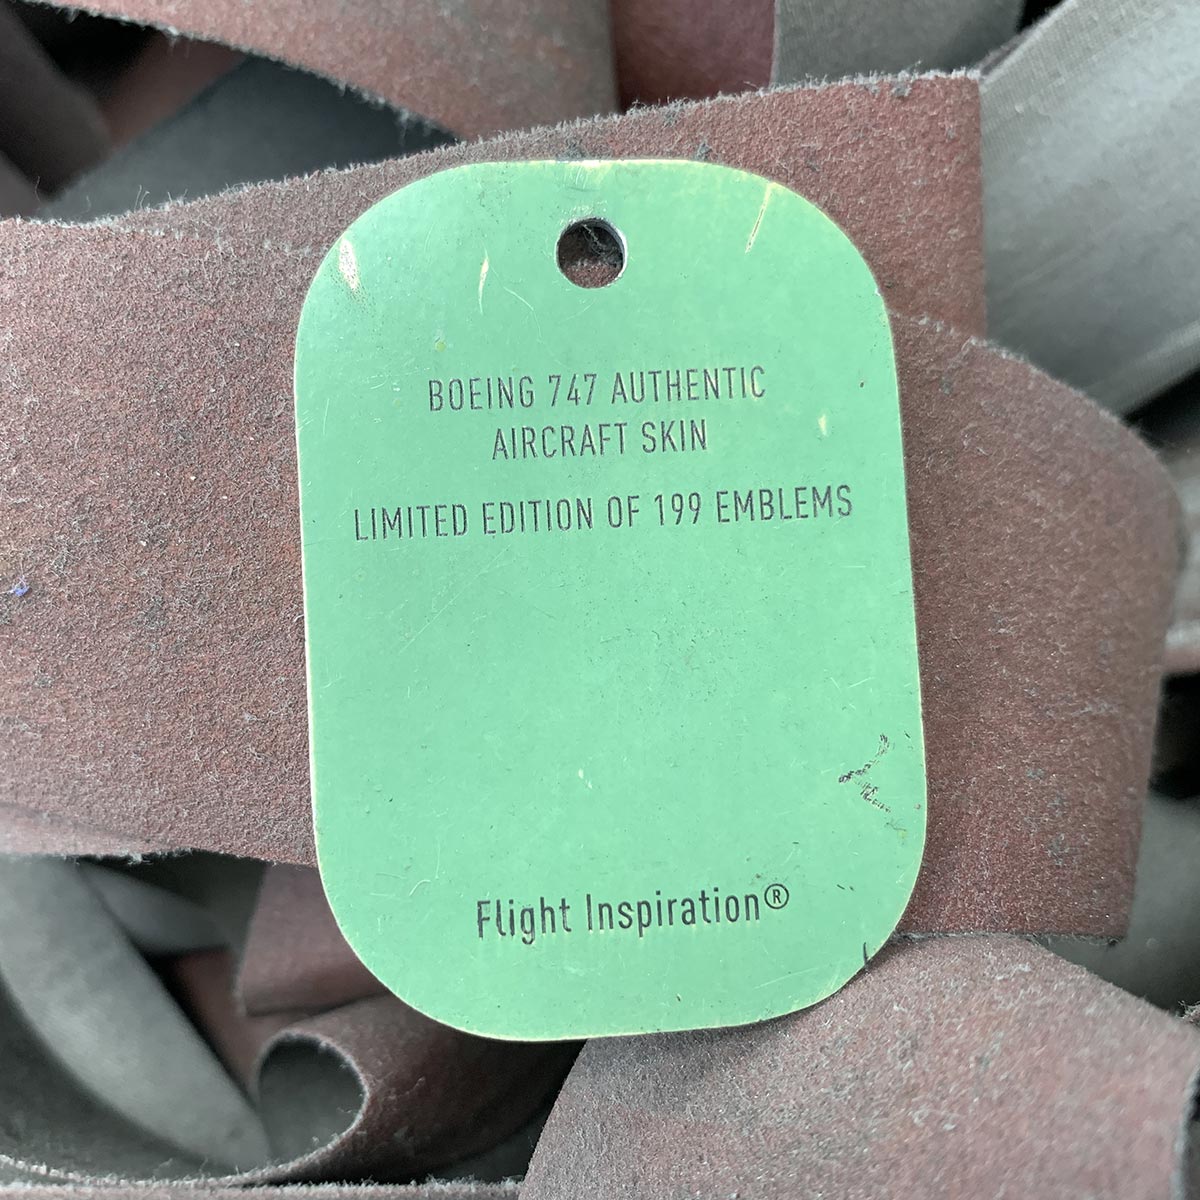 BOEING 747 AUTHENTIC
AIRCRAFT SKIN
LIMITED EDITION OF 199 EMBLEMS
Flight Inspiration®